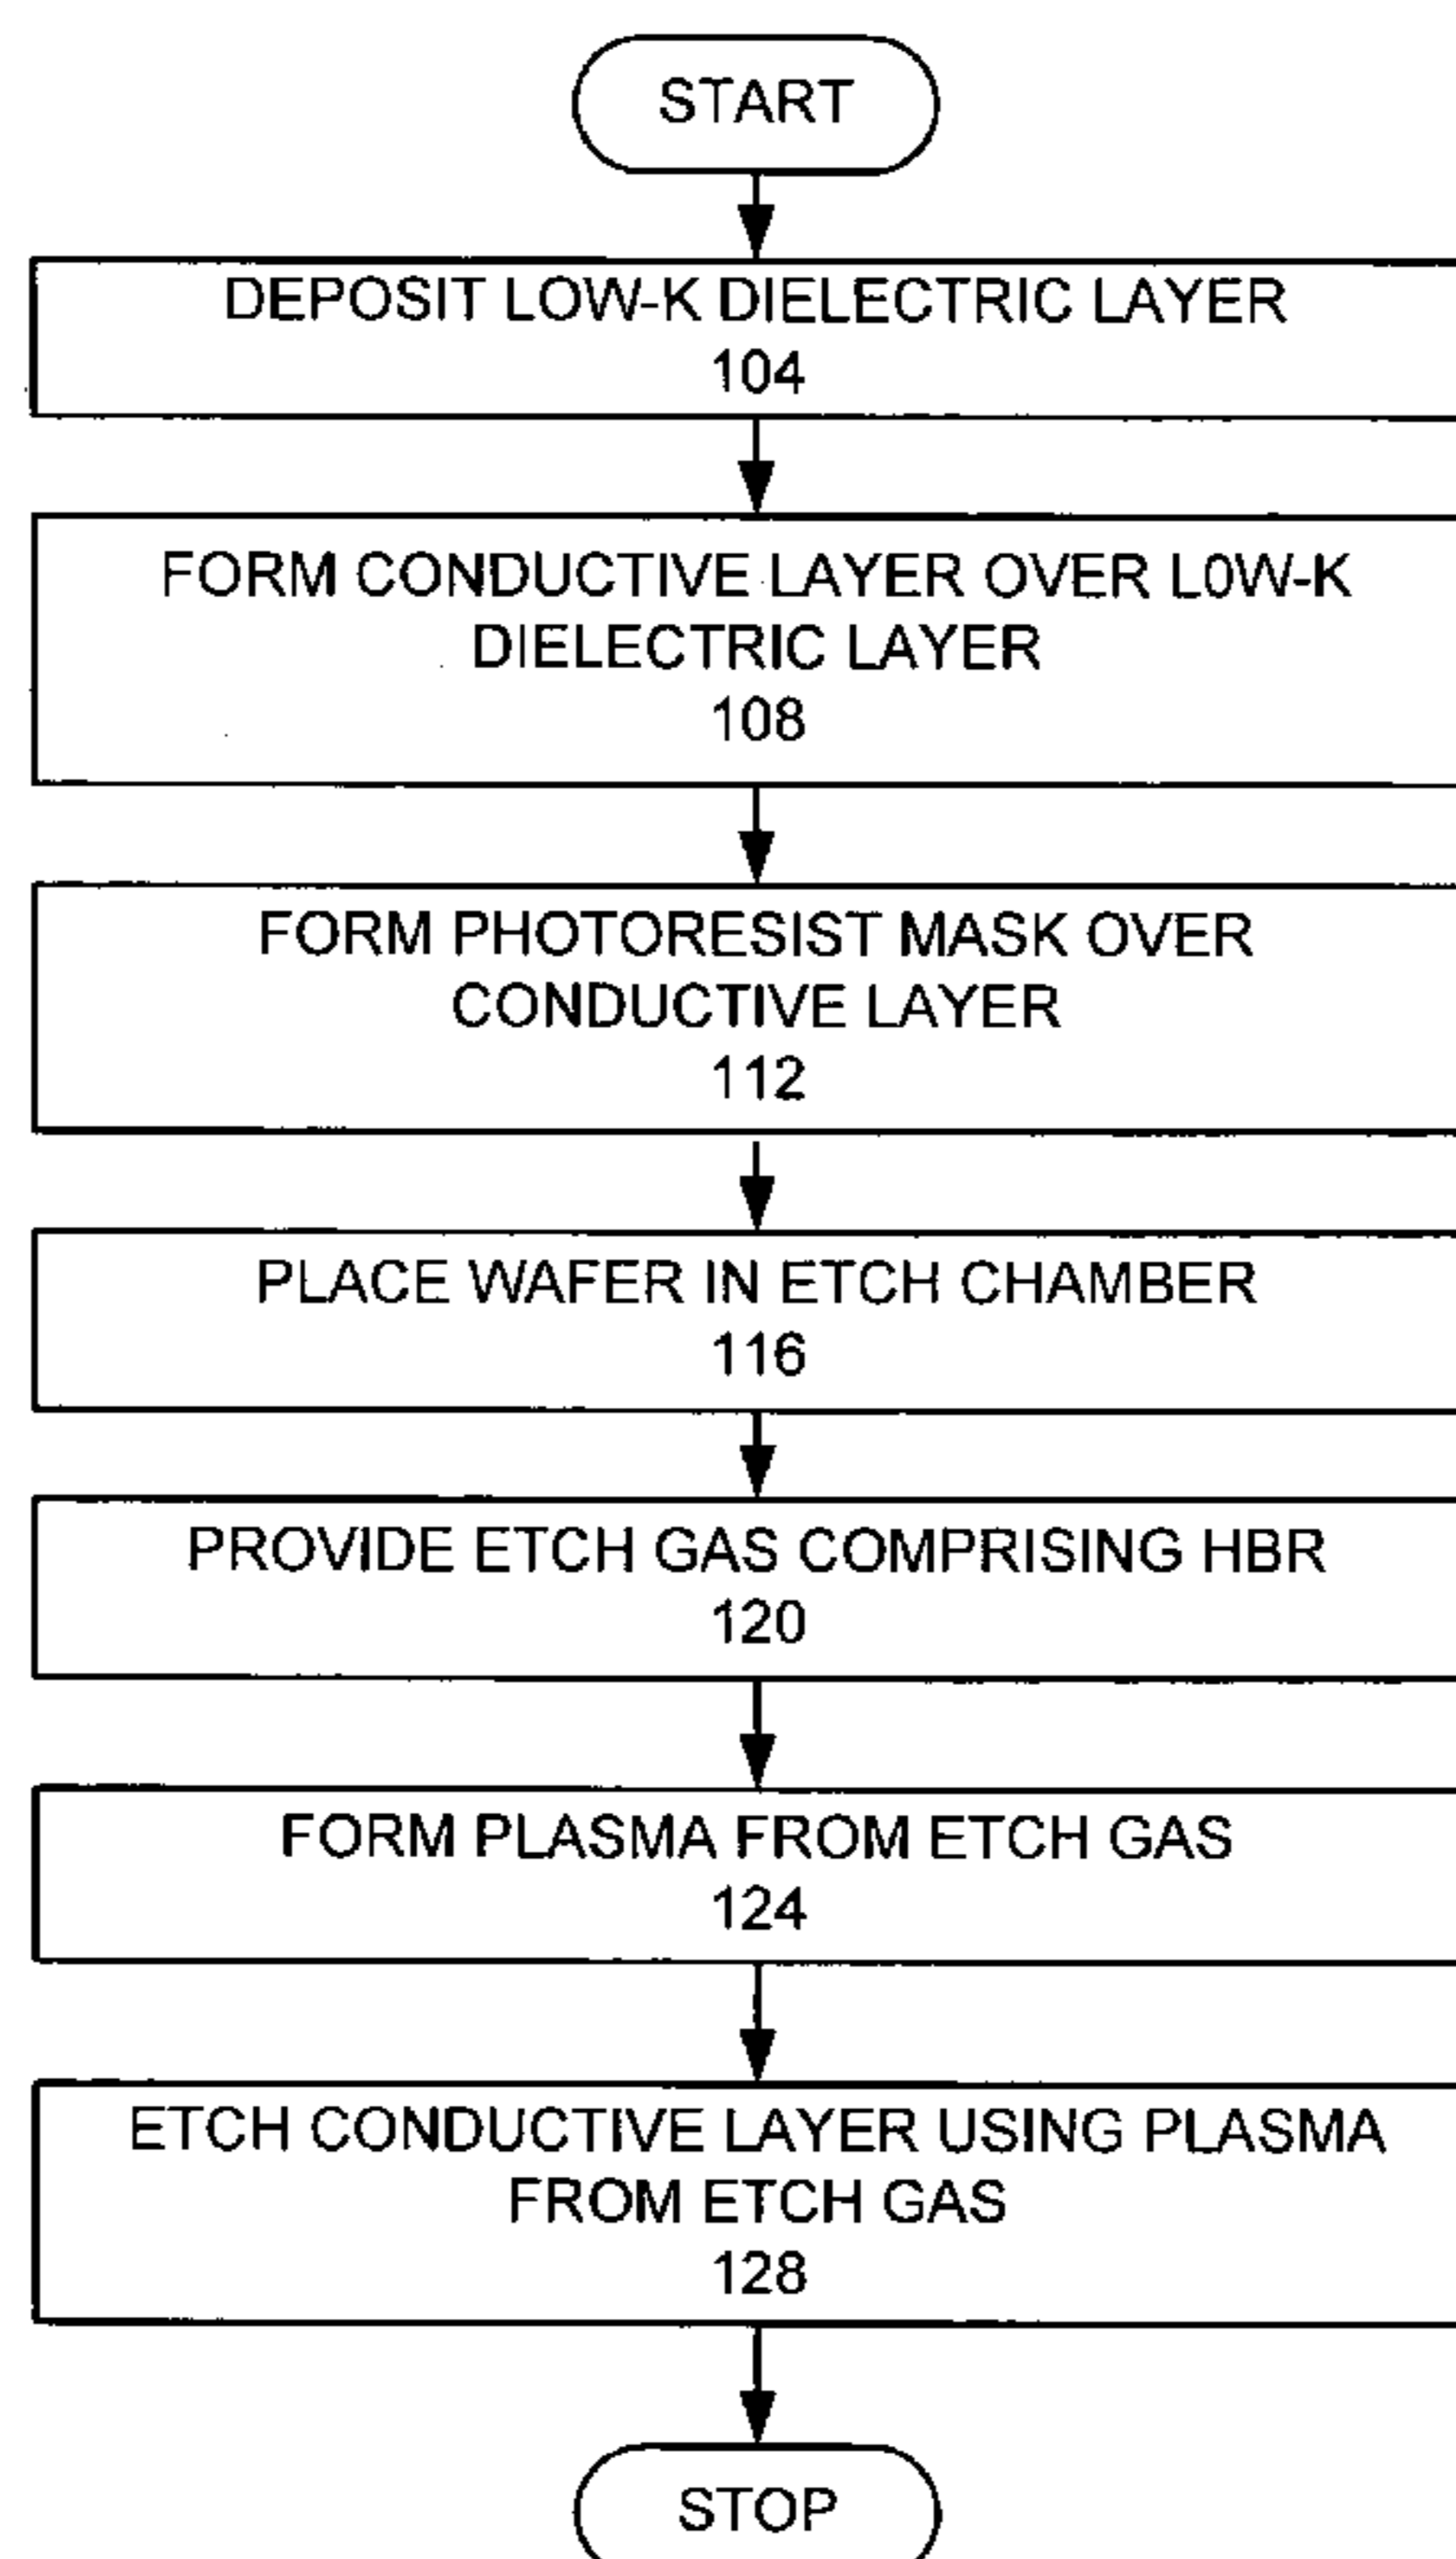 START
DEPOSIT LOW-K DIELECTRIC LAYER
104
FORM CONDUCTIVE LAYER OVER L0W-K
DIELECTRIC LAYER
108
FORM PHOTORESIST MASK OVER
CONDUCTIVE LAYER
112
PLACE WAFER IN ETCH CHAMBER
116
PROVIDE ETCH GAS COMPRISING HBR
120
FORM PLASMA FROM ETCH GAS
124
ETCH CONDUCTIVE LAYER USING PLASMA
FROM ETCH GAS
128
STOP